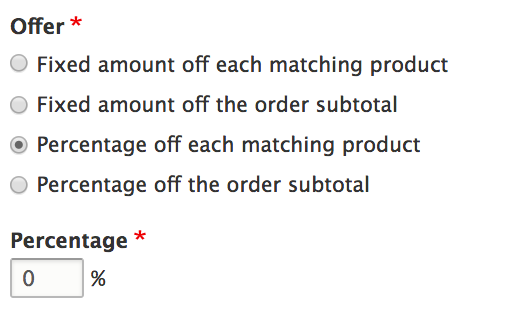 Offer *
Fixed amount off each matching product
Fixed amount off the order subtotal
Percentage off each matching product
Percentage off the order subtotal
Percentage *
0 %